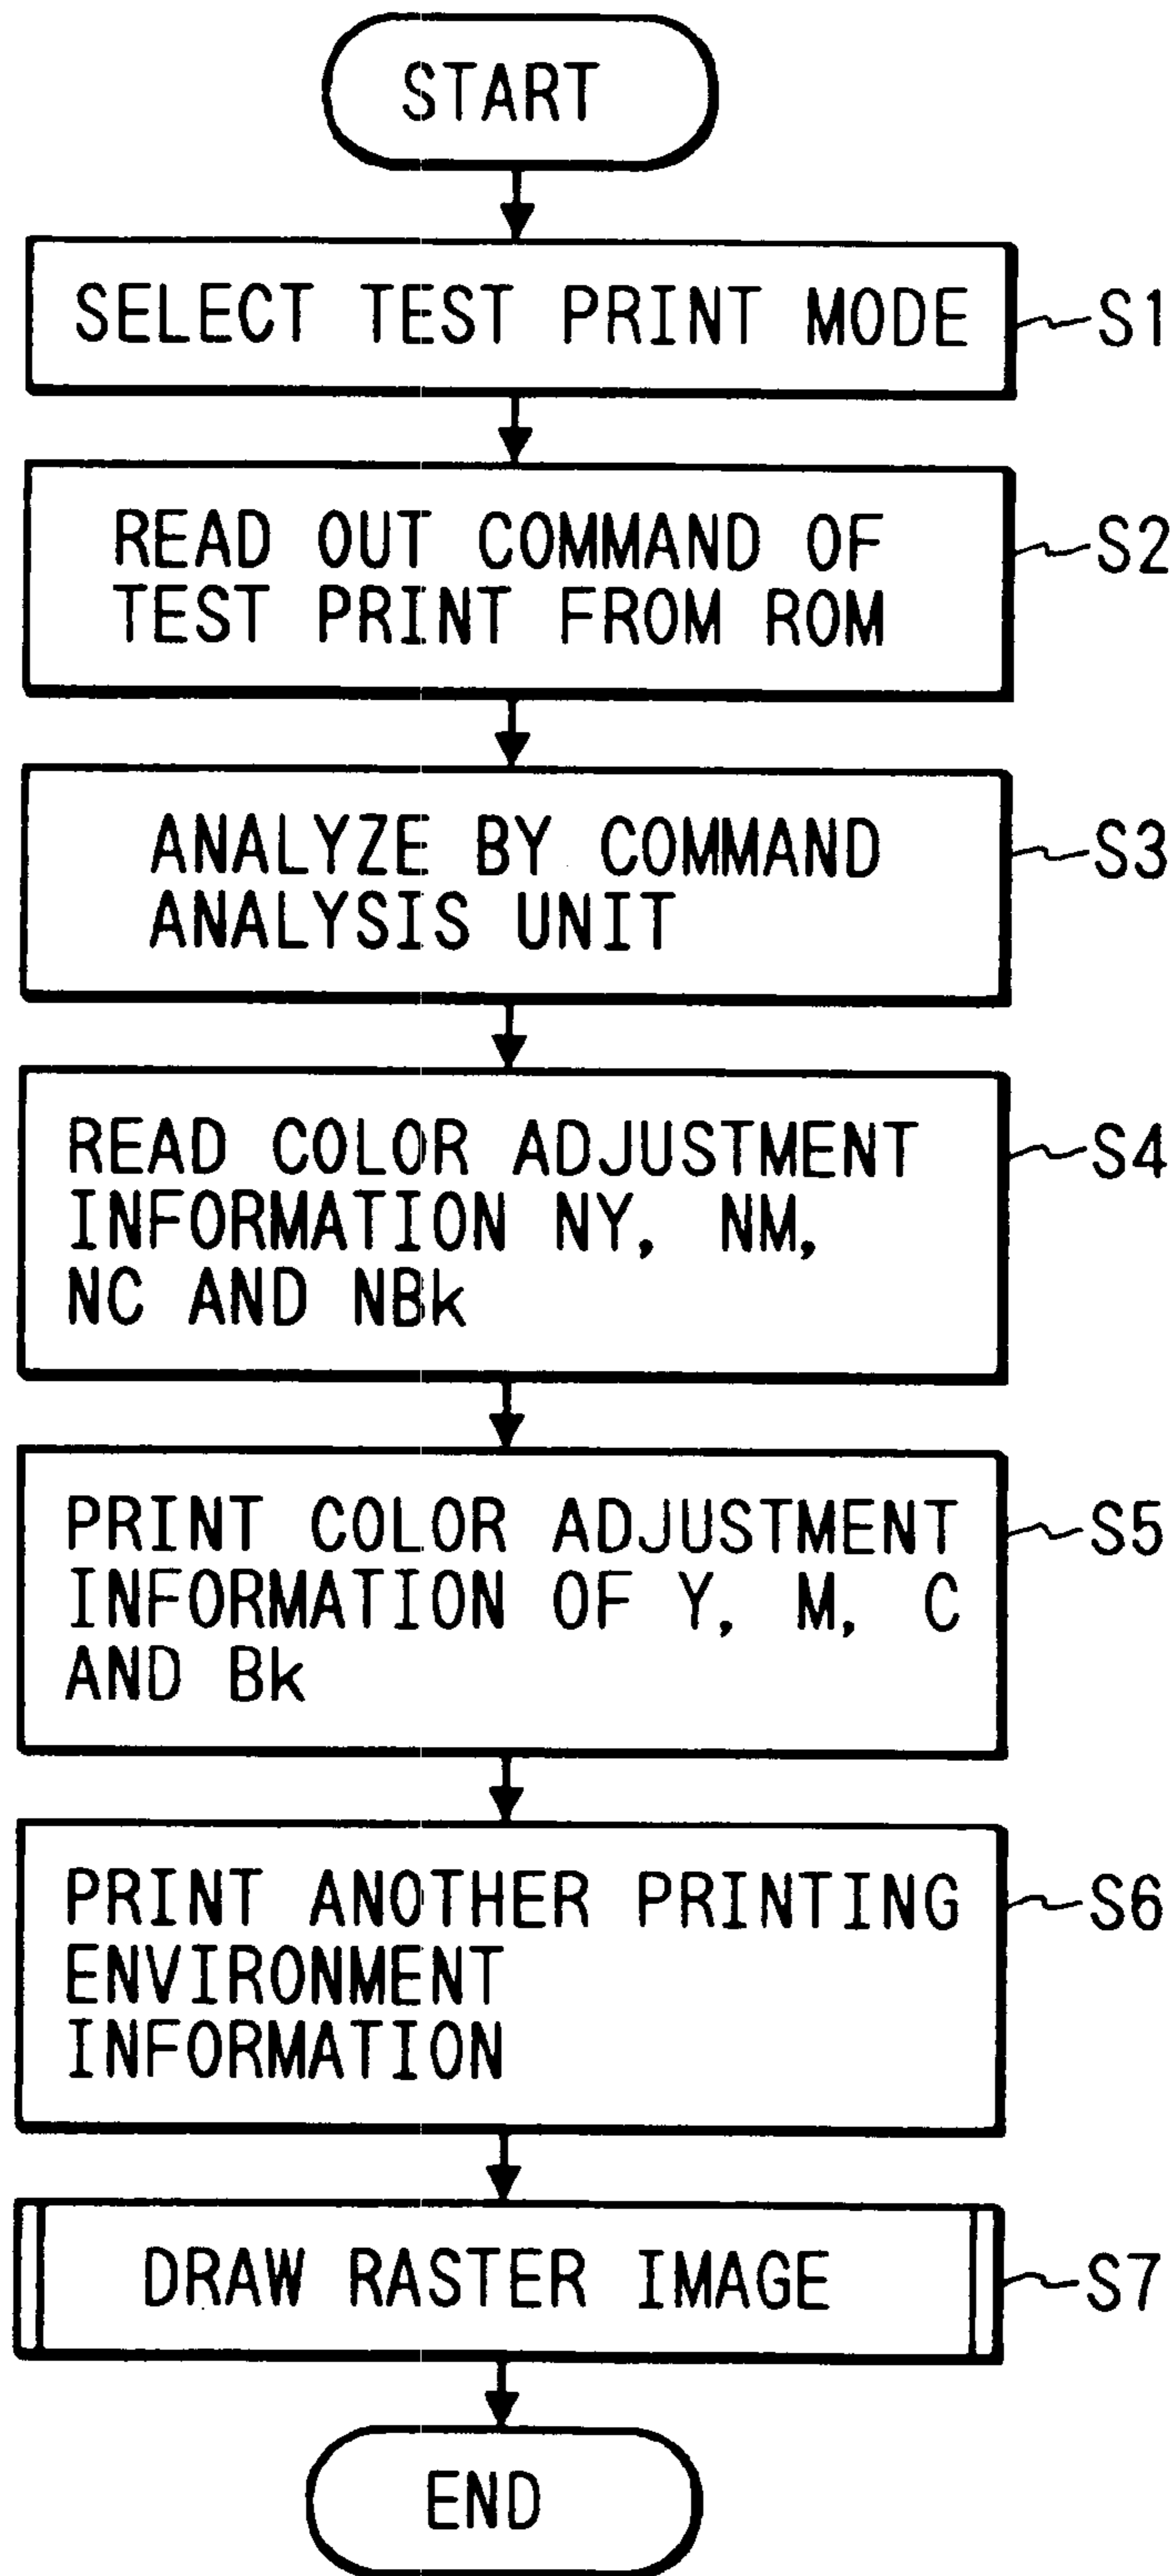 START
SELECT TEST PRINT MODE
S1
READ OUT COMMAND OF
TEST PRINT FROM ROM
S2
ANALYZE BY COMMAND
ANALYSIS UNIT
S3
READ COLOR ADJUSTMENT
INFORMATION NY, NM,
NC AND NBk
S4
PRINT COLOR ADJUSTMENT
INFORMATION OF Y, M, C
AND Bk
S5
PRINT ANOTHER PRINTING
ENVIRONMENT
INFORMATION
S6
DRAW RASTER IMAGE
S7
END